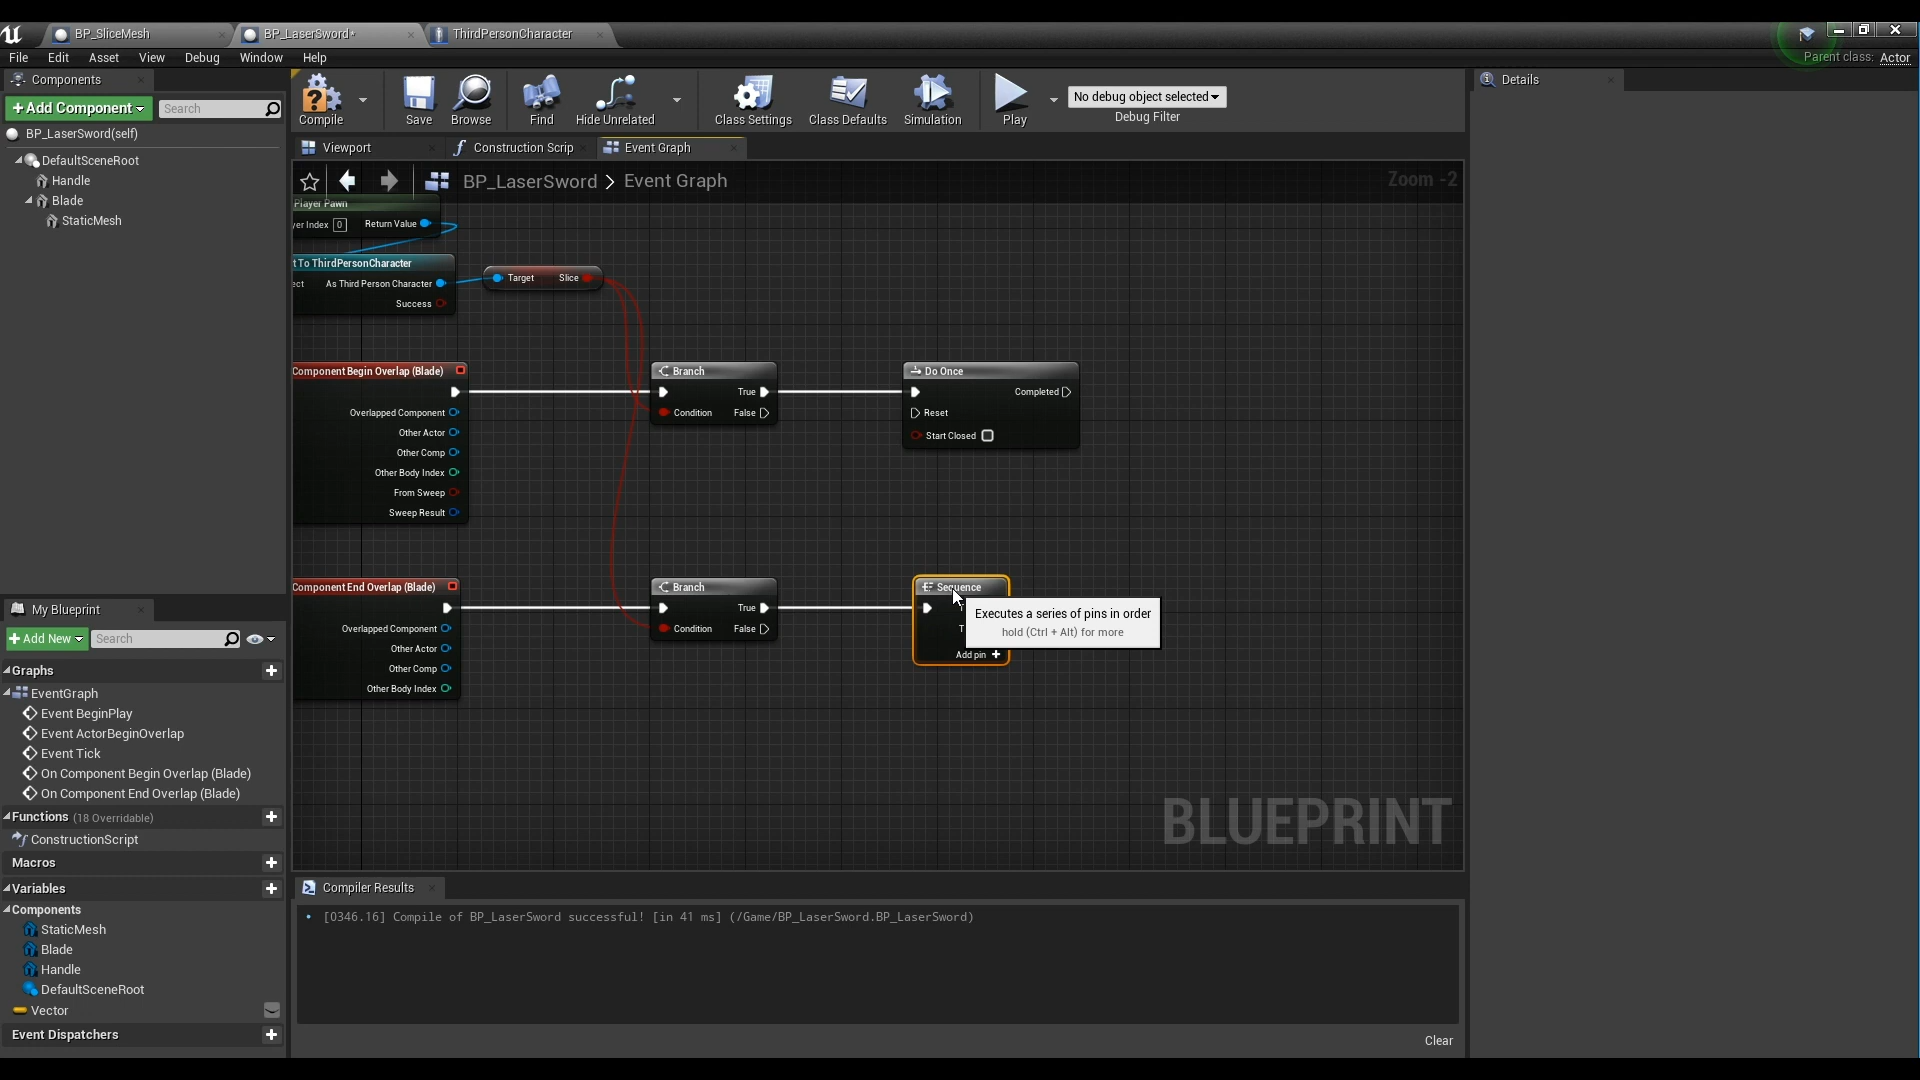 BP_SliceMesh
BP_LaserSword*
ThirdPersonCharacter
File Edit Asset View Debug Window Help
Parent class: Actor
Components
+Add Component
Search
BP_LaserSword(self)
DefaultSceneRoot
Handle
Blade
StaticMesh
Compile
Save
Browse
Find
Hide Unrelated
Class Settings
Class Defaults
Simulation
Play
No debug object selected
Debug Filter
Details
Viewport
Construction Scrip
Event Graph
BP_LaserSword > Event Graph
Zoom -2
Player Pawn
yer Index 0 Return Value
t To ThirdPersonCharacter
ect As Third Person Character
Success
Target Slice
Component Begin Overlap (Blade)
Overlapped Component
Other Actor
Other Comp
Other Body Index
From Sweep
Sweep Result
Branch
True
Condition False
Do Once
Completed
Reset
Start Closed
Component End Overlap (Blade)
Overlapped Component
Other Actor
Other Comp
Other Body Index
Branch
True
Condition False
Sequence
T
T
Add pin +
Executes a series of pins in order
hold (Ctrl + Alt) for more
BLUEPRINT
My Blueprint
+Add New
Search
Graphs
EventGraph
Event BeginPlay
Event ActorBeginOverlap
Event Tick
On Component Begin Overlap (Blade)
On Component End Overlap (Blade)
Functions (18 Overridable)
ConstructionScript
Macros
Variables
Components
StaticMesh
Blade
Handle
DefaultSceneRoot
Vector
Event Dispatchers
Compiler Results
[0346.16] Compile of BP_LaserSword successful! [in 41 ms] (/Game/BP_LaserSword.BP_LaserSword)
Clear